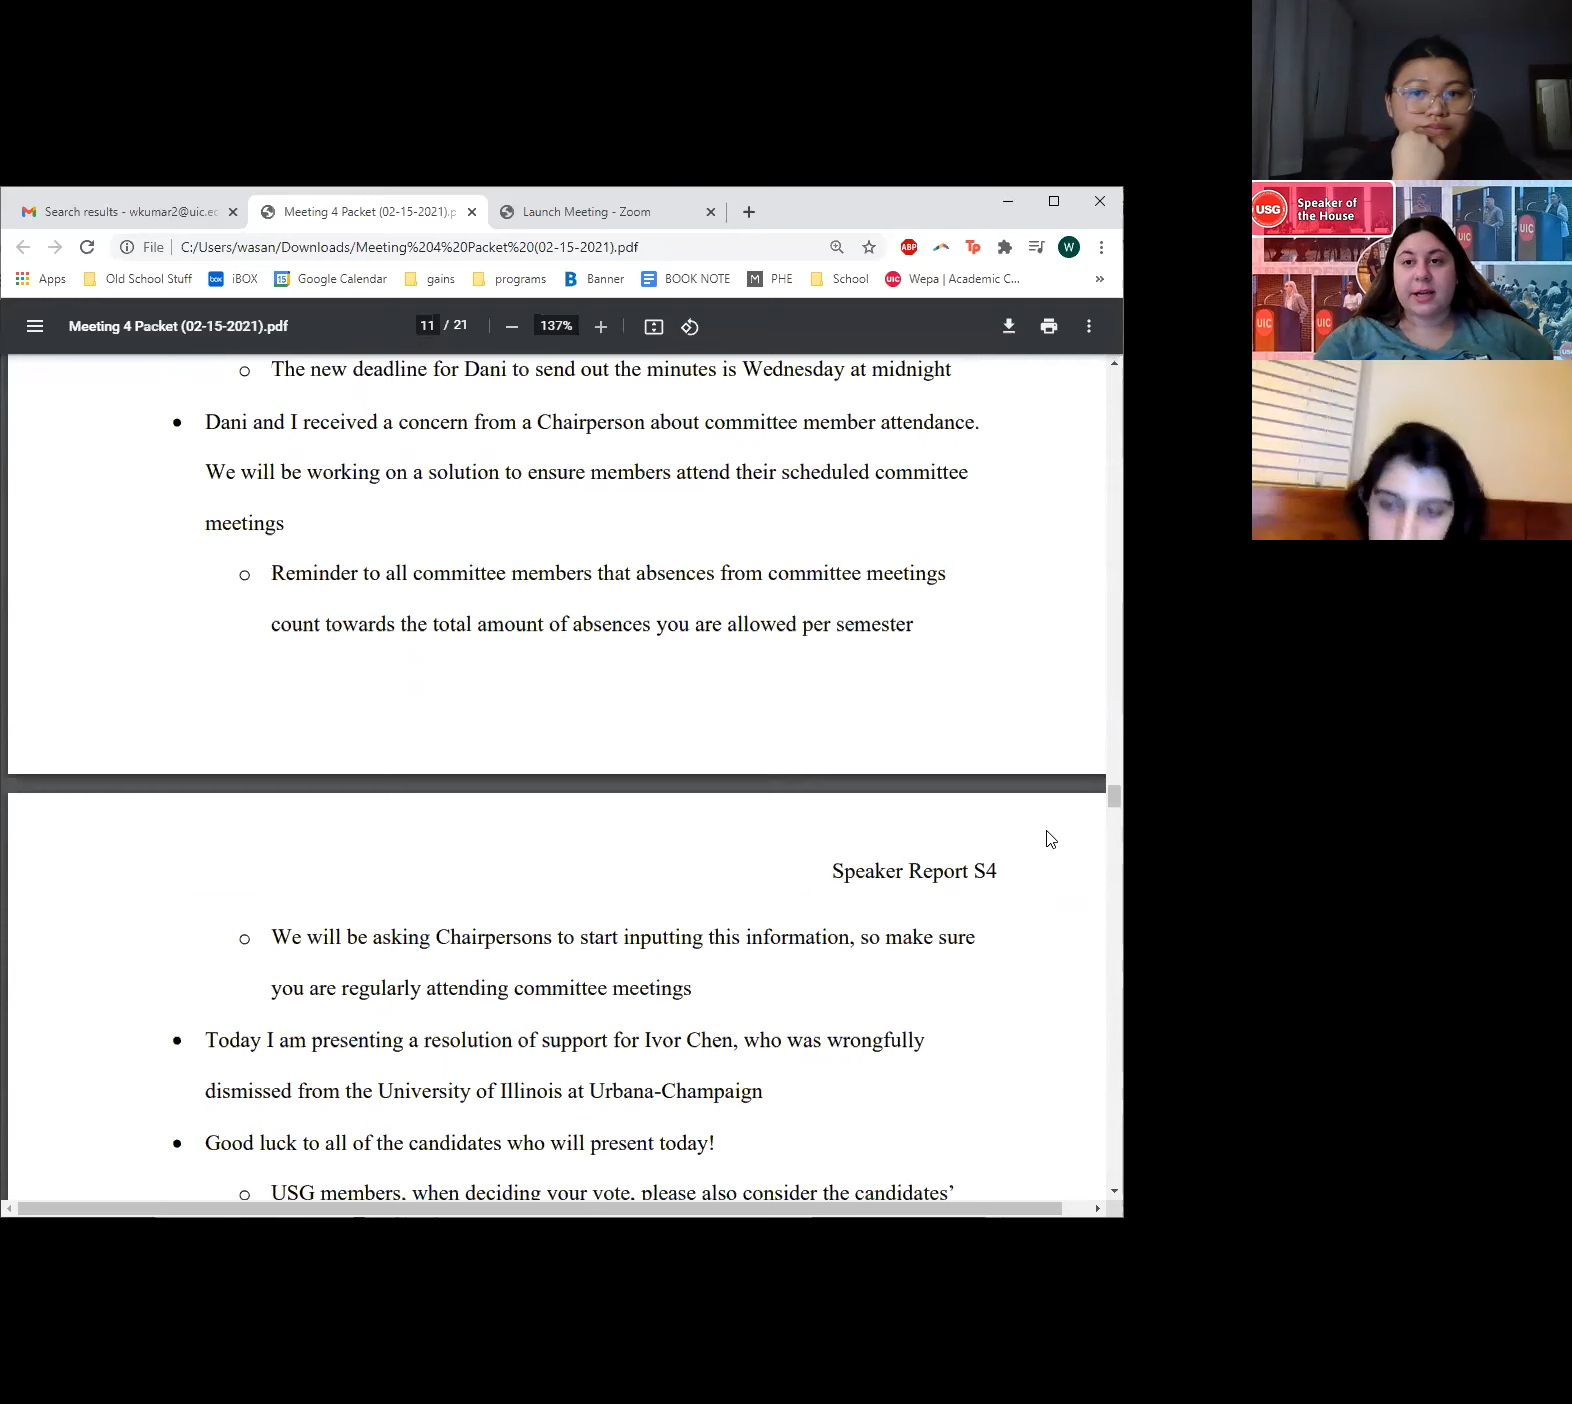 Search results - wkumar2@uic.ec
Meeting 4 Packet (02-15-2021).p
Launch Meeting - Zoom
File
C:/Users/wasan/Downloads/Meeting%204%20Packet%20(02-15-2021).pdf
ABP
Tp
W
Apps
Old School Stuff
box
iBOX
15
Google Calendar
gains
programs
B
Banner
BOOK NOTE
M
PHE
School
UIC
Wepa | Academic C...
»
Meeting 4 Packet (02-15-2021).pdf
11 / 21
137%
o The new deadline for Dani to send out the minutes is Wednesday at midnight
• Dani and I received a concern from a Chairperson about committee member attendance.
We will be working on a solution to ensure members attend their scheduled committee
meetings
o Reminder to all committee members that absences from committee meetings
count towards the total amount of absences you are allowed per semester
Speaker Report S4
o We will be asking Chairpersons to start inputting this information, so make sure
you are regularly attending committee meetings
• Today I am presenting a resolution of support for Ivor Chen, who was wrongfully
dismissed from the University of Illinois at Urbana-Champaign
• Good luck to all of the candidates who will present today!
o USG members, when deciding your vote, please also consider the candidates’
USG
Speaker of
the House
UIC
UIC
UIC
UIC